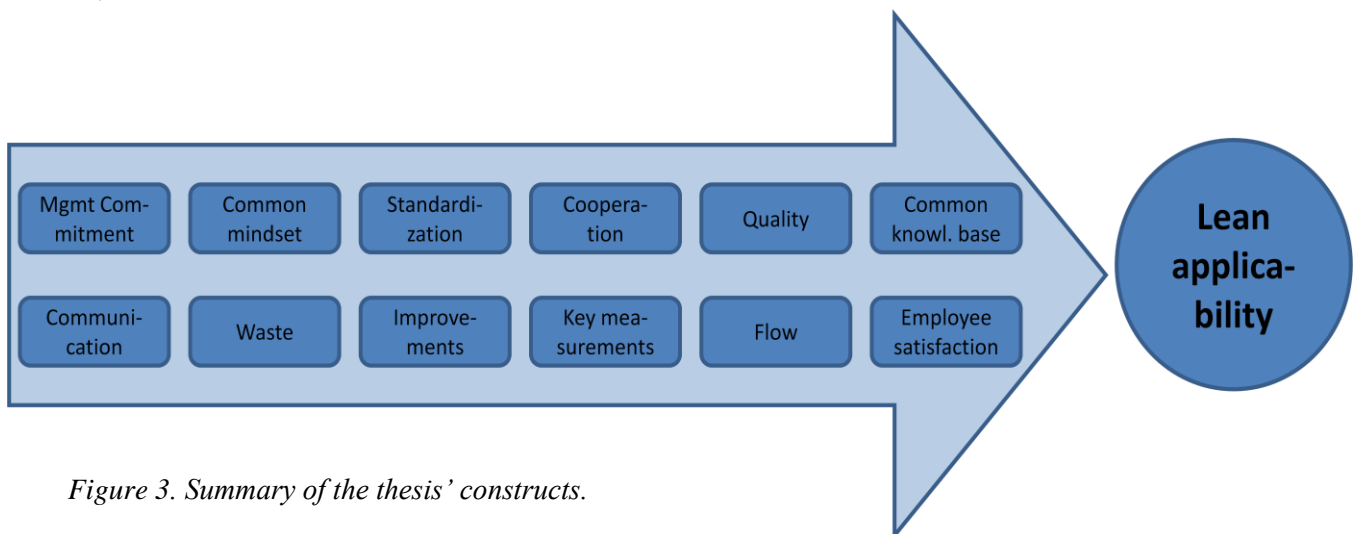 Mgmt Com-
mitment
Common
mindset
Standardi-
zation
Coopera-
tion
Quality
Common
knowl. base
Communi-
cation
Waste
Improve-
ments
Key mea-
surements
Flow
Employee
satisfaction
Lean
applica-
bility
Figure 3. Summary of the thesis’ constructs.